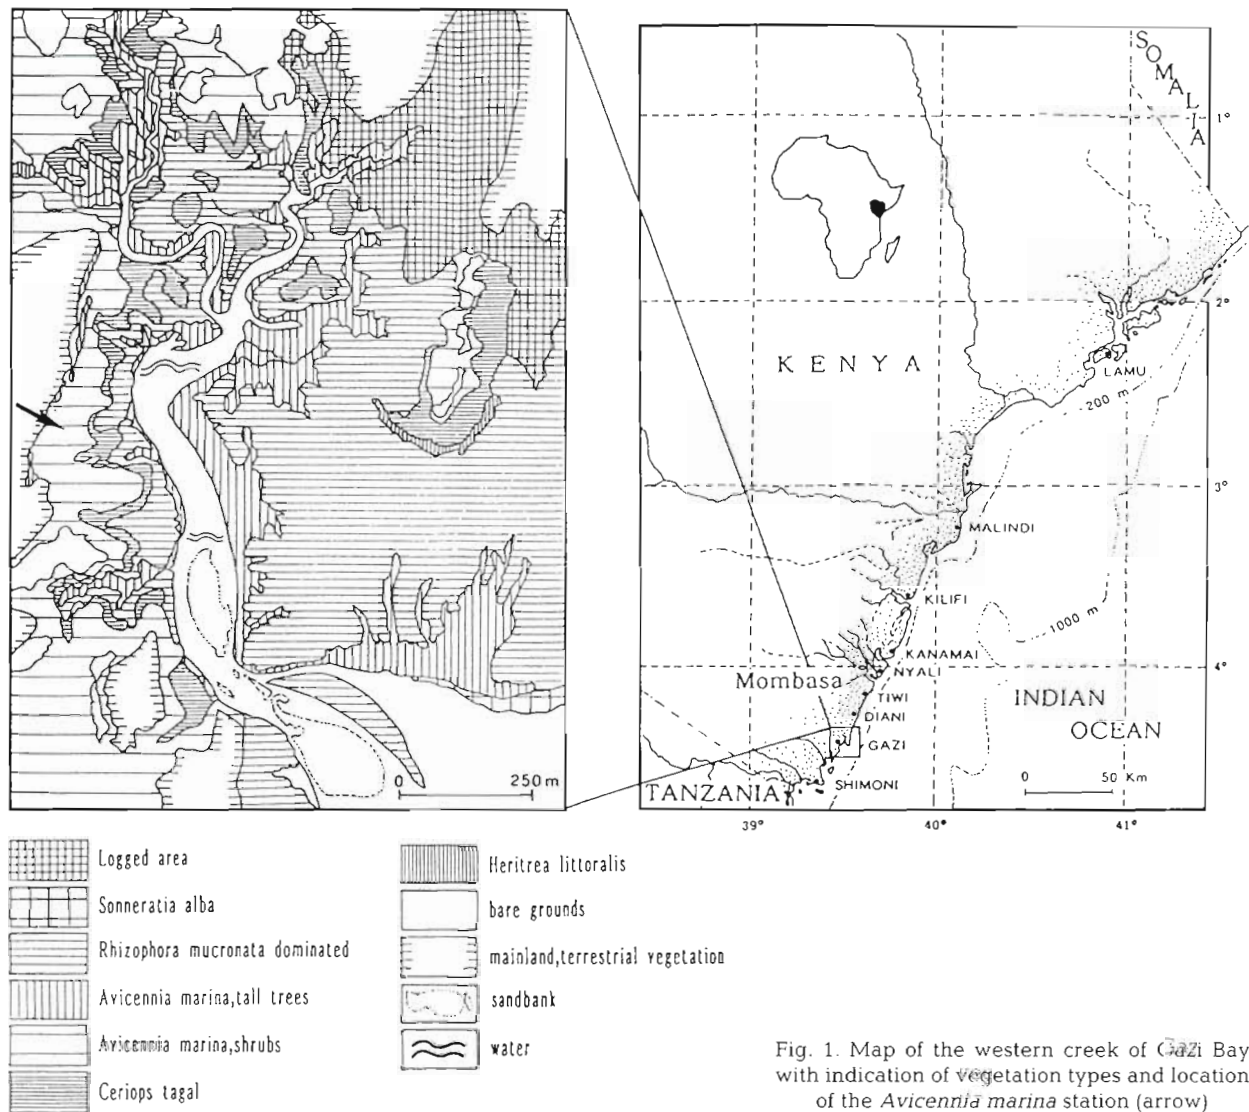 SOMALIA
1°
2°
KENYA
LAMU
200 m
3°
MALINDI
KILIFI
1000 m
KANAMAI
4°
NYALI
Mombasa
TIWI
INDIAN
OCEAN
DIANI
GAZI
0 250 m
0 50 Km
SHIMONI
TANZANIA
39° 40° 41°
Logged area
Sonneratia alba
Rhizophora mucronata dominated
Avicennia marina,tall trees
Avicennia marina,shrubs
Ceriops tagal
Heritrea littoralis
bare grounds
mainland,terrestrial vegetation
sandbank
water
Fig. 1. Map of the western creek of Gazi Bay
with indication of vegetation types and location
of the Avicennia marina station (arrow)